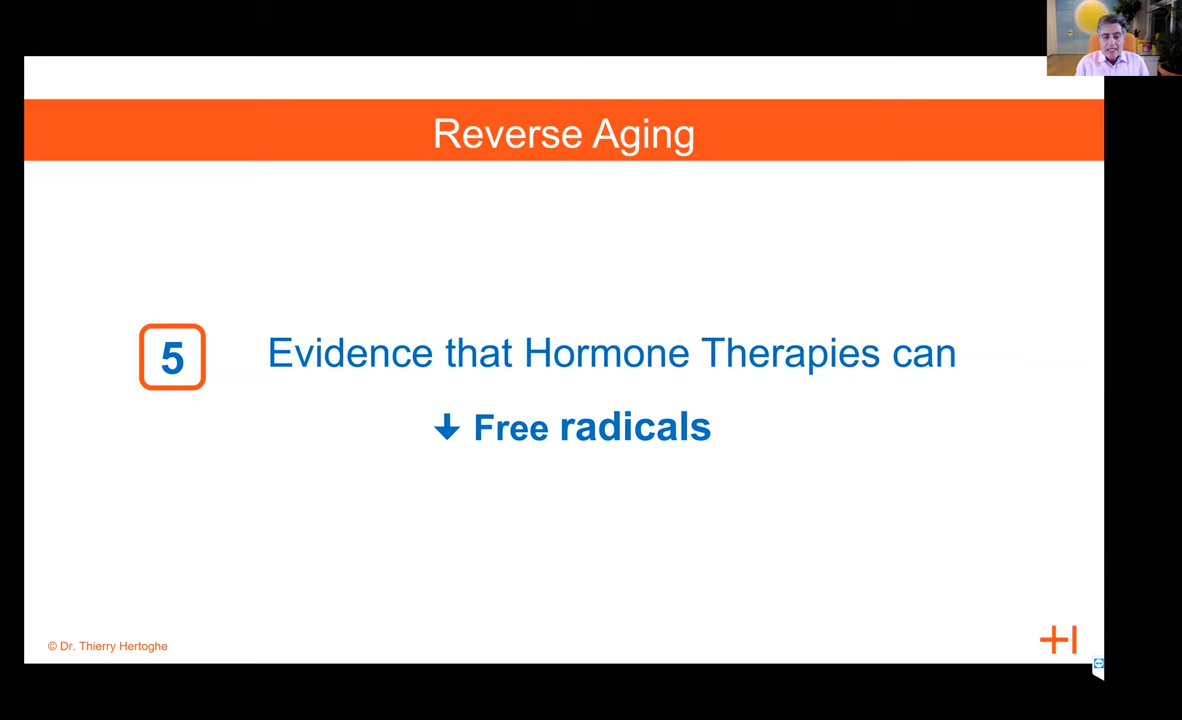 Reverse Aging
5
Evidence that Hormone Therapies can
↓ Free radicals
© Dr. Thierry Hertoghe